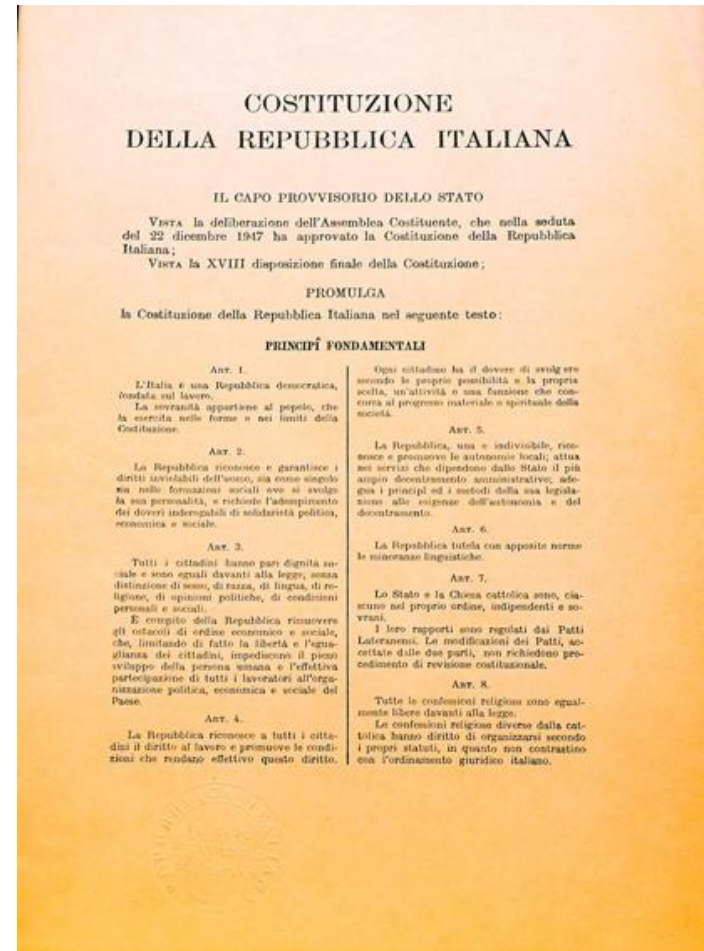 COSTITUZIONE
DELLA REPUBBLICA ITALIANA
IL CAPO PROVVISORIO DELLO STATO
VISTA la deliberazione dell'Assemblea Costituente, che nella seduta
del 22 dicembre 1947 ha approvato la Costituzione della Repubblica
Italiana;
VISTA la XVIII disposizione finale della Costituzione;
PROMULGA
la Costituzione della Repubblica Italiana nel seguente testo:
PRINCIPÎ FONDAMENTALI
ART. 1.
L'Italia è una Repubblica democratica,
fondata sul lavoro.
La sovranità appartiene al popolo, che
la esercita nelle forme e nei limiti della
Costituzione.
ART. 2.
La Repubblica riconosce e garantisce i
diritti inviolabili dell'uomo, sia come singolo
sia nelle formazioni sociali ove si svolge
la sua personalità, e richiede l'adempimento
dei doveri inderogabili di solidarietà politica,
economica e sociale.
ART. 3.
Tutti i cittadini hanno pari dignità so-
ciale e sono eguali davanti alla legge, senza
distinzione di sesso, di razza, di lingua, di re-
ligione, di opinioni politiche, di condizioni
personali e sociali.
È compito della Repubblica rimuovere
gli ostacoli di ordine economico e sociale,
che, limitando di fatto la libertà e l'egua-
glianza dei cittadini, impediscono il pieno
sviluppo della persona umana e l'effettiva
partecipazione di tutti i lavoratori all'orga-
nizzazione politica, economica e sociale del
Paese.
ART. 4.
La Repubblica riconosce a tutti i citta-
dini il diritto al lavoro e promuove le condi-
zioni che rendano effettivo questo diritto.
Ogni cittadino ha il dovere di svolgere
secondo le proprie possibilità e la propria
scelta, un'attività o una funzione che con-
corra al progresso materiale o spirituale della
società.
ART. 5.
La Repubblica, una e indivisibile, rico-
nosce e promuove le autonomie locali; attua
nei servizi che dipendono dallo Stato il più
ampio decentramento amministrativo; ade-
gua i principi ed i metodi della sua legisla-
zione alle esigenze dell'autonomia e del
decentramento.
ART. 6.
La Repubblica tutela con apposite norme
le minoranze linguistiche.
ART. 7.
Lo Stato e la Chiesa cattolica sono, cia-
scuno nel proprio ordine, indipendenti e so-
vrani.
I loro rapporti sono regolati dai Patti
Lateranensi. Le modificazioni dei Patti, ac-
cettate dalle due parti, non richiedono pro-
cedimento di revisione costituzionale.
ART. 8.
Tutte le confessioni religiose sono egual-
mente libere davanti alla legge.
Le confessioni religiose diverse dalla cat-
tolica hanno diritto di organizzarsi secondo
i propri statuti, in quanto non contrastino
con l'ordinamento giuridico italiano.